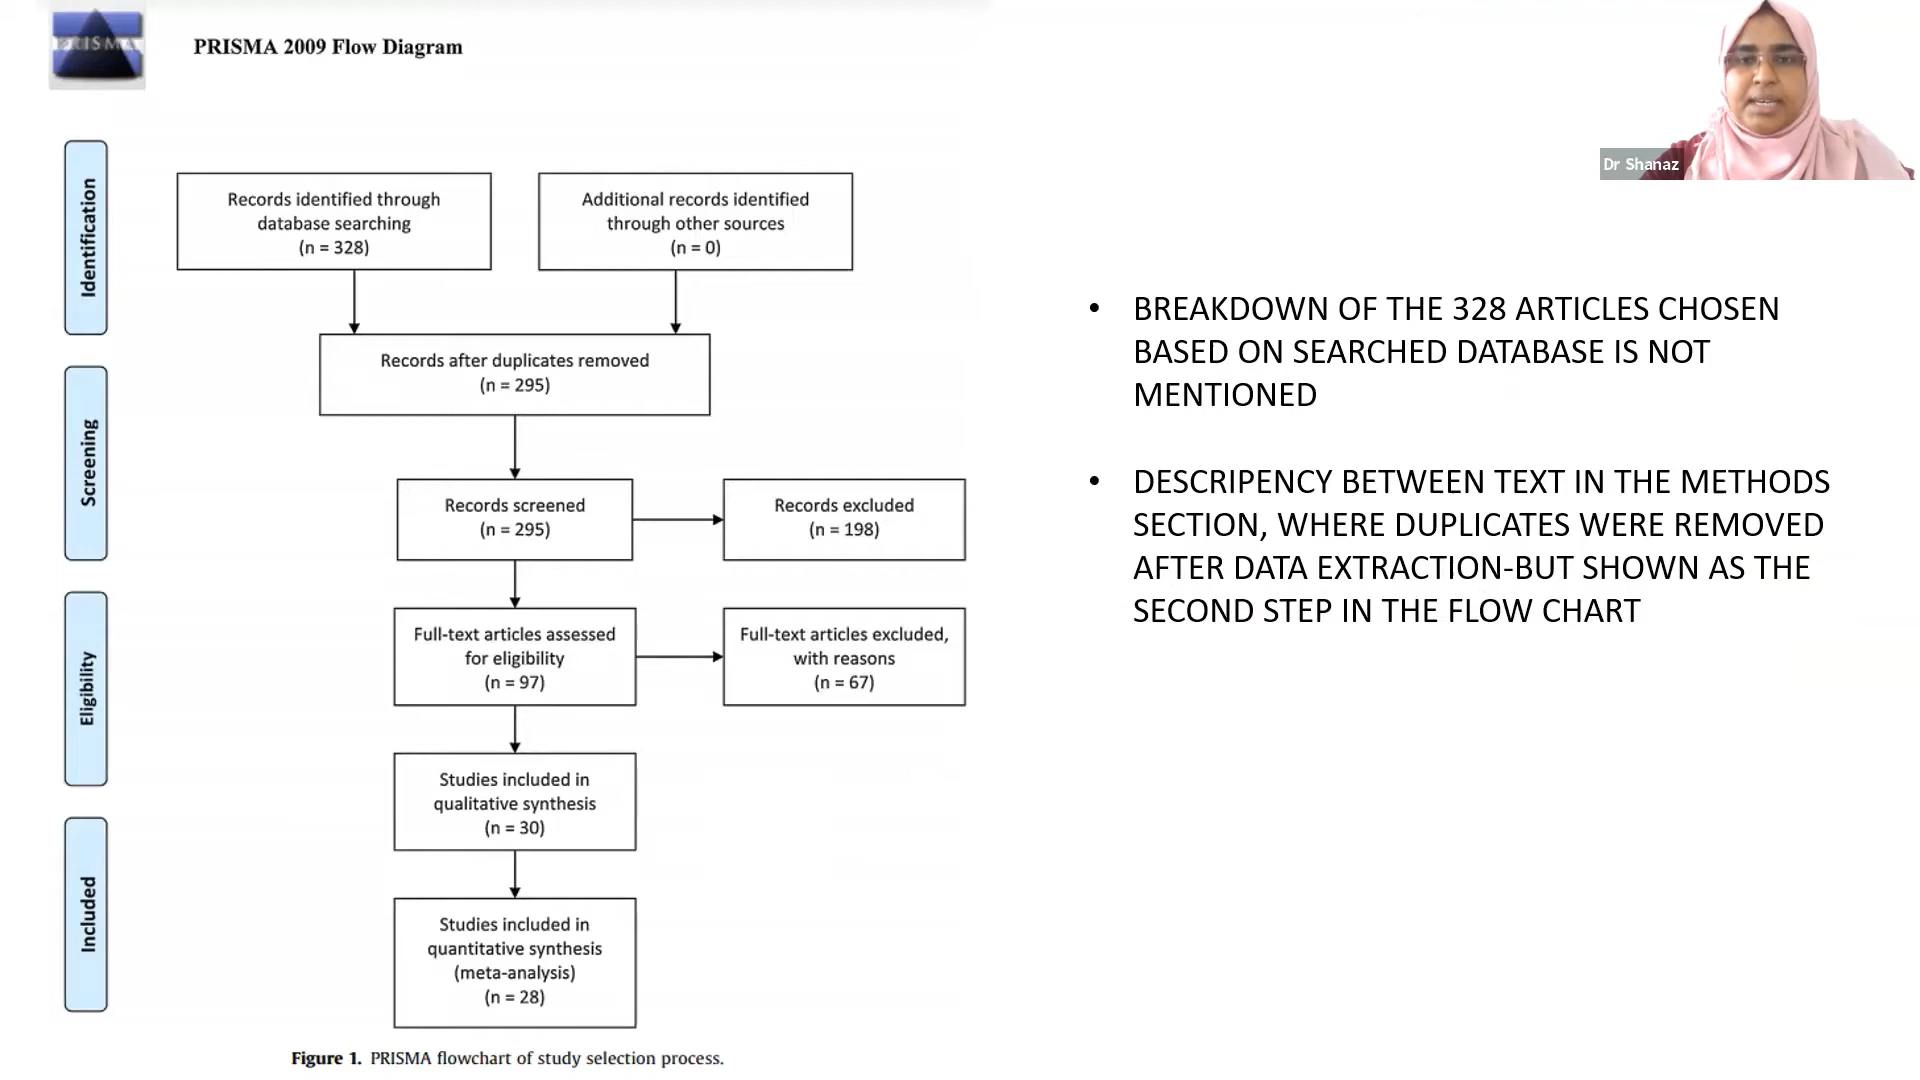 PRISMA
PRISMA 2009 Flow Diagram
Identification
Records identified through
database searching
(n = 328)
Additional records identified
through other sources
(n = 0)
Records after duplicates removed
(n = 295)
Screening
Records screened
(n = 295)
Records excluded
(n = 198)
Eligibility
Full-text articles assessed
for eligibility
(n = 97)
Full-text articles excluded,
with reasons
(n = 67)
Studies included in
qualitative synthesis
(n = 30)
Included
Studies included in
quantitative synthesis
(meta-analysis)
(n = 28)
Figure 1. PRISMA flowchart of study selection process.
Dr Shanaz
• BREAKDOWN OF THE 328 ARTICLES CHOSEN
BASED ON SEARCHED DATABASE IS NOT
MENTIONED
• DESCRIPENCY BETWEEN TEXT IN THE METHODS
SECTION, WHERE DUPLICATES WERE REMOVED
AFTER DATA EXTRACTION-BUT SHOWN AS THE
SECOND STEP IN THE FLOW CHART